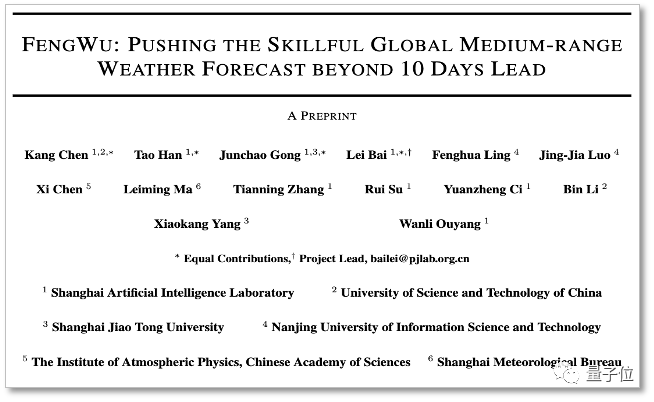 FENGWU: PUSHING THE SKILLFUL GLOBAL MEDIUM-RANGE
WEATHER FORECAST BEYOND 10 DAYS LEAD
A PREPRINT
Kang Chen 1,2,* Tao Han 1,* Junchao Gong 1,3,* Lei Bai 1,*,† Fenghua Ling 4 Jing-Jia Luo 4
Xi Chen 5 Leiming Ma 6 Tianning Zhang 1 Rui Su 1 Yuanzheng Ci 1 Bin Li 2
Xiaokang Yang 3 Wanli Ouyang 1
* Equal Contributions,† Project Lead, bailei@pjlab.org.cn
1 Shanghai Artificial Intelligence Laboratory 2 University of Science and Technology of China
3 Shanghai Jiao Tong University 4 Nanjing University of Information Science and Technology
5 The Institute of Atmospheric Physics, Chinese Academy of Sciences 6 Shanghai Meteorological Bureau
量子位